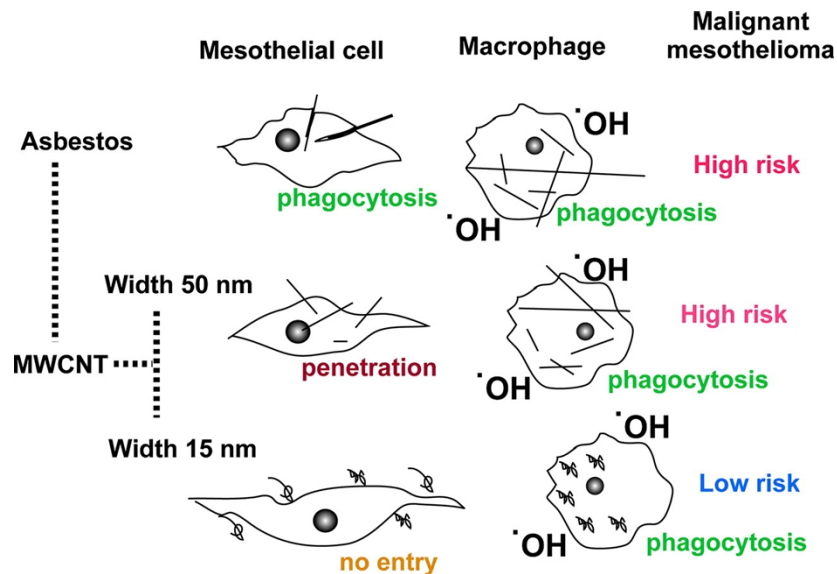 Mesothelial cell
Macrophage
Malignant
mesothelioma
Asbestos
phagocytosis
·OH
·OH
phagocytosis
High risk
Width 50 nm
MWCNT
penetration
·OH
·OH
phagocytosis
High risk
Width 15 nm
no entry
·OH
·OH
phagocytosis
Low risk